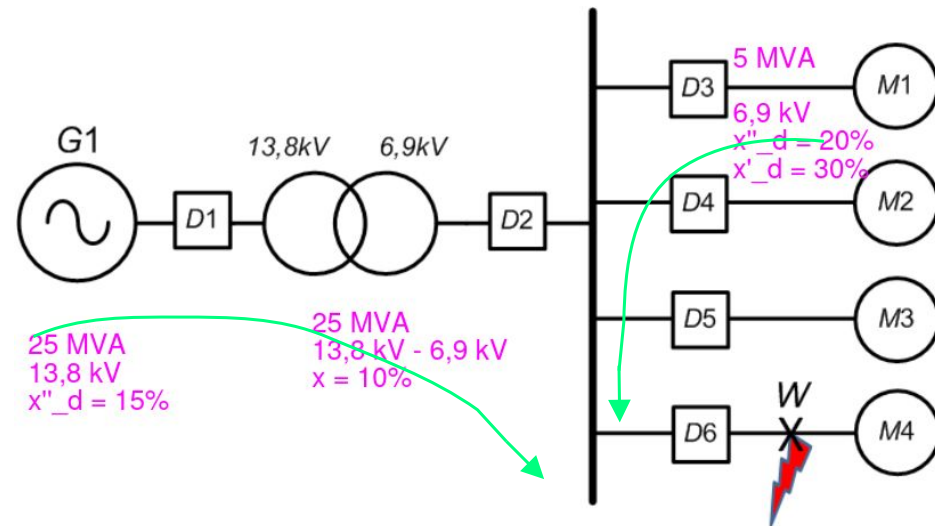 G1
D1
13,8kV
6,9kV
D2
25 MVA
13,8 kV
x"_d = 15%
25 MVA
13,8 kV - 6,9 kV
x = 10%
D3
5 MVA
6,9 kV
x"_d = 20%
x'_d = 30%
M1
D4
M2
D5
M3
D6
W
X
M4